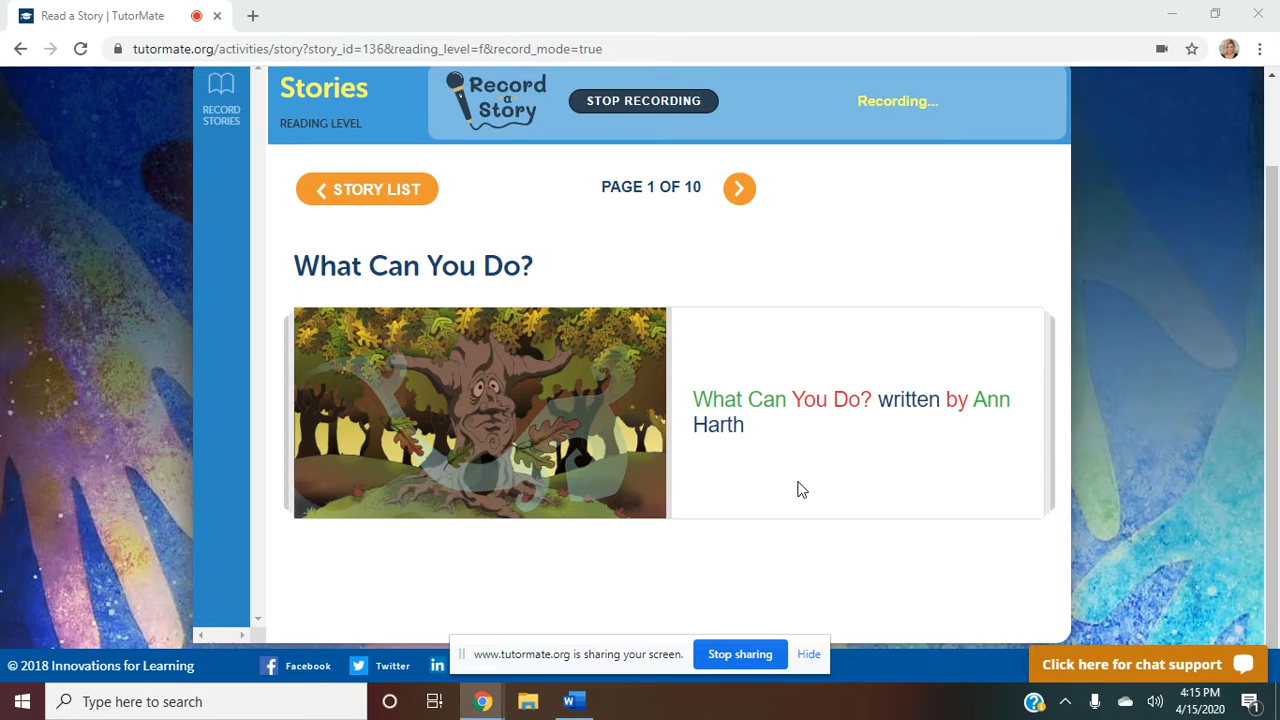 Read a Story | TutorMate
tutormate.org/activities/story?story_id=136&reading_level=f&record_mode=true
RECORD
STORIES
Stories
READING LEVEL
Record
a
Story
STOP RECORDING
Recording...
STORY LIST
PAGE 1 OF 10
What Can You Do?
What Can You Do? written by Ann
Harth
www.tutormate.org is sharing your screen.
Stop sharing
Hide
© 2018 Innovations for Learning
Facebook
Twitter
in
Click here for chat support
Type here to search
4:15 PM
4/15/2020
1